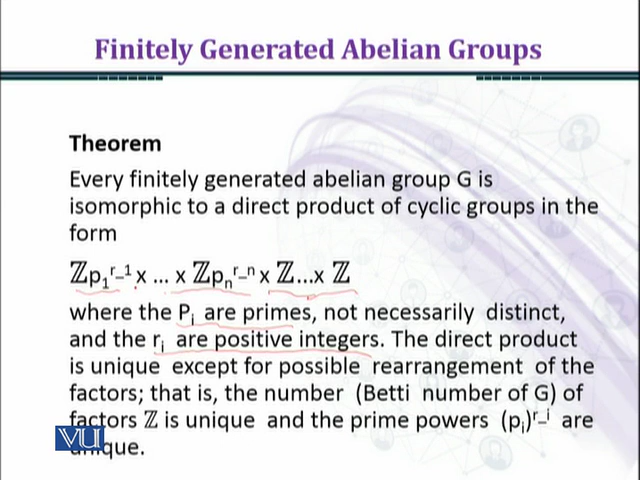 Finitely Generated Abelian Groups
Theorem
Every finitely generated abelian group G is
isomorphic to a direct product of cyclic groups in the
form
ℤp₁ʳ⁻¹ x ... x ℤpₙʳ⁻ⁿ x ℤ...x ℤ
where the Pᵢ are primes, not necessarily distinct,
and the rᵢ are positive integers. The direct product
is unique except for possible rearrangement of the
factors; that is, the number (Betti number of G) of
factors ℤ is unique and the prime powers (pᵢ)ʳ⁻ⁱ are
unique.
VU